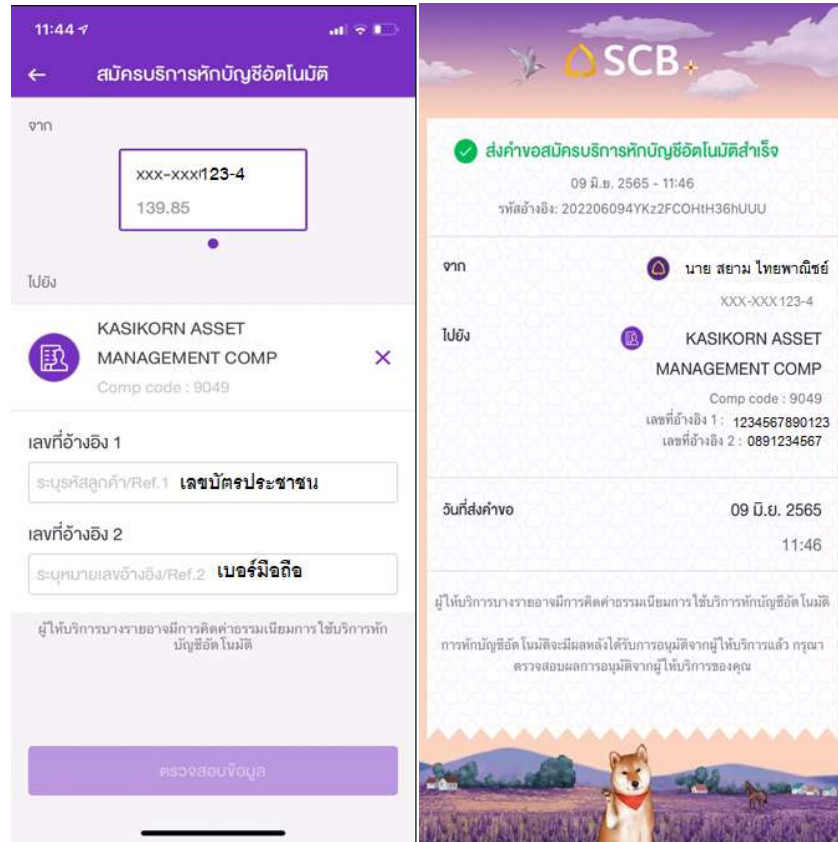 11:44
สมัครบริการหักบัญชีอัตโนมัติ
จาก
xxx-xxx123-4
139.85
ไปยัง
KASIKORN ASSET
MANAGEMENT COMP
Comp code : 9049
เลขที่อ้างอิง 1
ระบุรหัสลูกค้า/Ref.1 เลขบัตรประชาชน
เลขที่อ้างอิง 2
ระบุหมายเลขอ้างอิง/Ref.2 เบอร์มือถือ
ผู้ให้บริการบางรายอาจมีการคิดค่าธรรมเนียมการใช้บริการหัก
บัญชีอัตโนมัติ
ตรวจสอบข้อมูล
SCB+
ส่งคำขอสมัครบริการหักบัญชีอัตโนมัติสำเร็จ
09 มิ.ย. 2565 - 11:46
รหัสอ้างอิง: 202206094YKz2FCOHtH36hUUU
จาก
นาย สยาม ไทยพาณิชย์
XXX-XXX123-4
ไปยัง
KASIKORN ASSET
MANAGEMENT COMP
Comp code : 9049
เลขที่อ้างอิง 1 : 1234567890123
เลขที่อ้างอิง 2 : 0891234567
วันที่ส่งคำขอ 09 มิ.ย. 2565
11:46
ผู้ให้บริการบางรายอาจมีการคิดค่าธรรมเนียมการใช้บริการหักบัญชีอัตโนมัติ
การหักบัญชีอัตโนมัติจะมีผลหลังได้รับการอนุมัติจากผู้ให้บริการแล้ว กรุณา
ตรวจสอบผลการอนุมัติจากผู้ให้บริการของคุณ